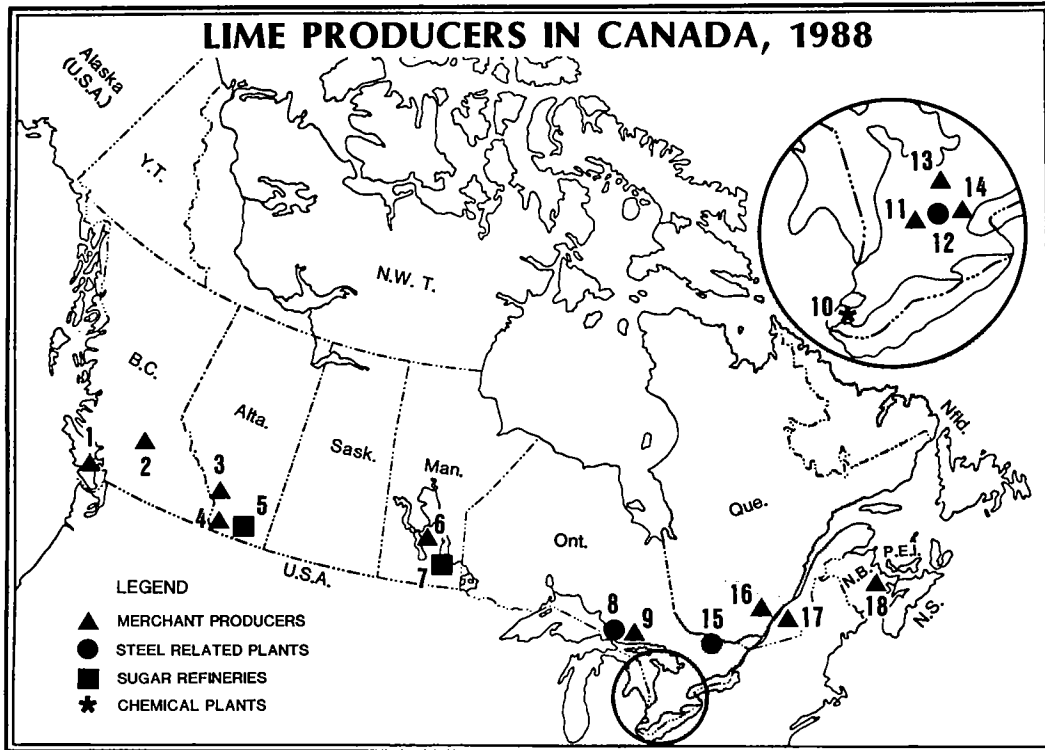 LIME PRODUCERS IN CANADA, 1988
Alaska
(U.S.A.)
Y.T.
N.W.T.
B.C.
Alta.
Sask.
Man.
Ont.
Que.
Nfld.
P.E.I.
N.B.
N.S.
U.S.A.
1
2
3
4
5
6
7
8
9
15
16
17
18
13
14
11
12
10
LEGEND
MERCHANT PRODUCERS
STEEL RELATED PLANTS
SUGAR REFINERIES
CHEMICAL PLANTS